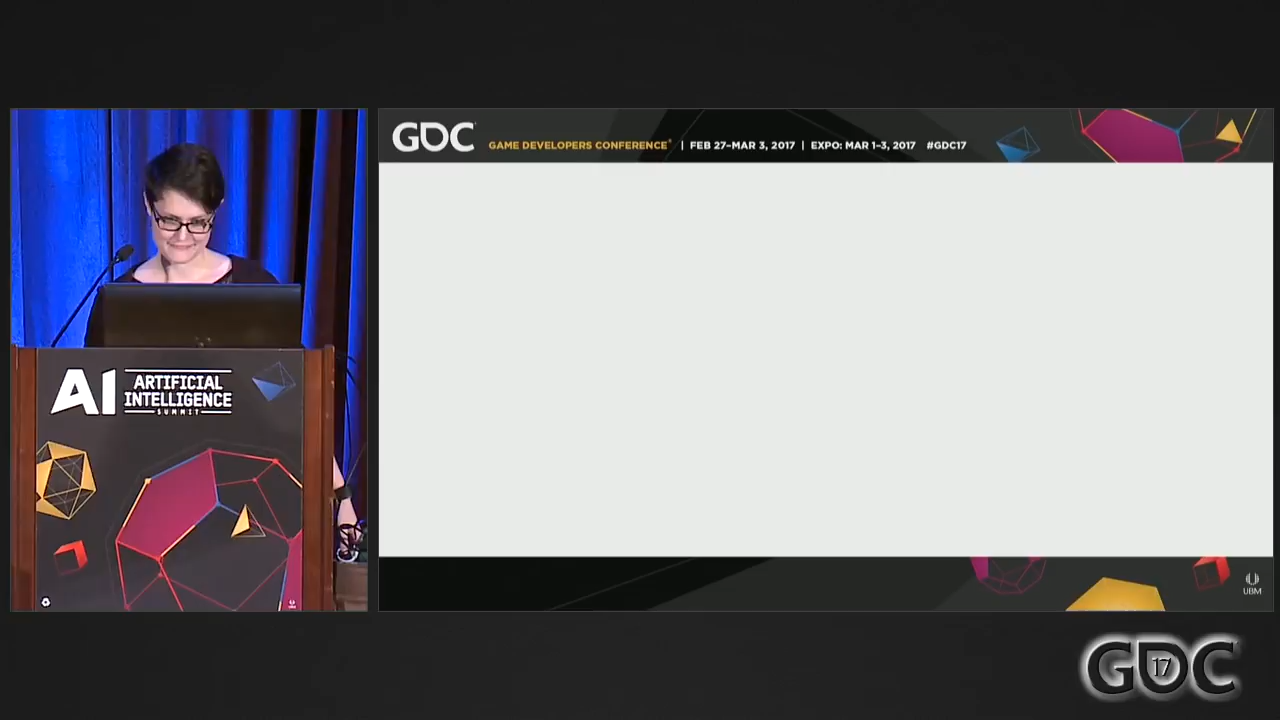 GDC GAME DEVELOPERS CONFERENCE® | FEB 27–MAR 3, 2017 | EXPO: MAR 1–3, 2017 #GDC17
AI ARTIFICIAL
INTELLIGENCE
SUMMIT
UBM
GDC
17